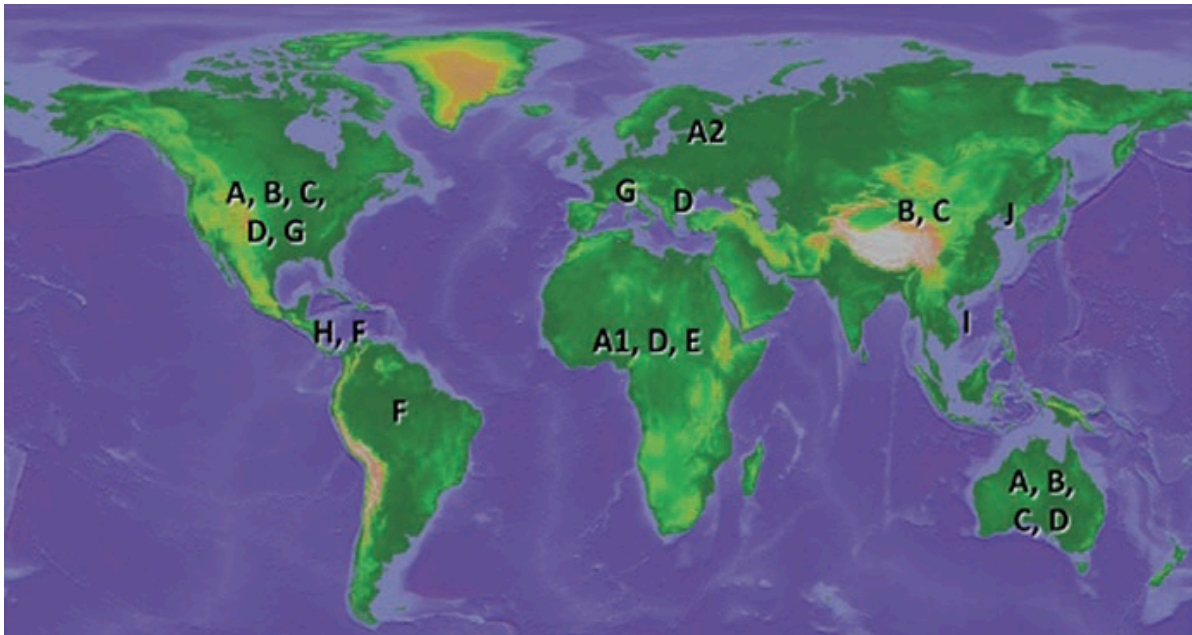 A2
G
D
A, B, C,
D, G
B, C
J
H, F
I
A1, D, E
F
A, B,
C, D